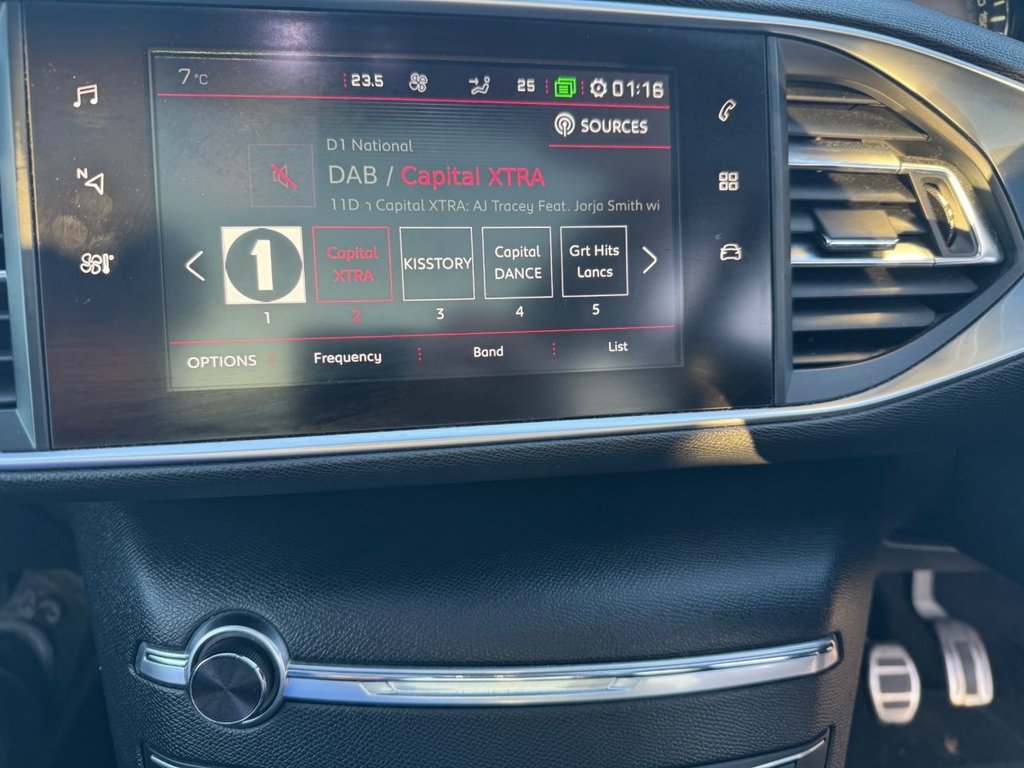 7 °C 23.5 25 01:16
SOURCES
D1 National
DAB / Capital XTRA
11D Capital XTRA: AJ Tracey Feat. Jorja Smith wi
N
1 Capital XTRA KISSTORY Capital DANCE Grt Hits Lancs
1 2 3 4 5
OPTIONS Frequency Band List